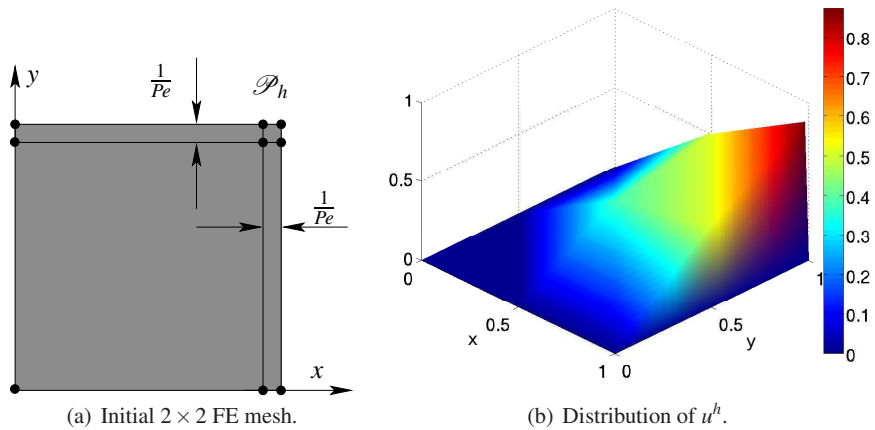 y
1/Pe
𝒫h
1/Pe
x
(a) Initial 2 × 2 FE mesh.
1
0.5
0
0
0.5
1
x
0
0.5
1
y
0.8
0.7
0.6
0.5
0.4
0.3
0.2
0.1
0
(b) Distribution of u^h.